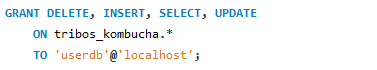 GRANT DELETE, INSERT, SELECT, UPDATE
ON tribos_kombucha.*
TO 'userdb'@'localhost';